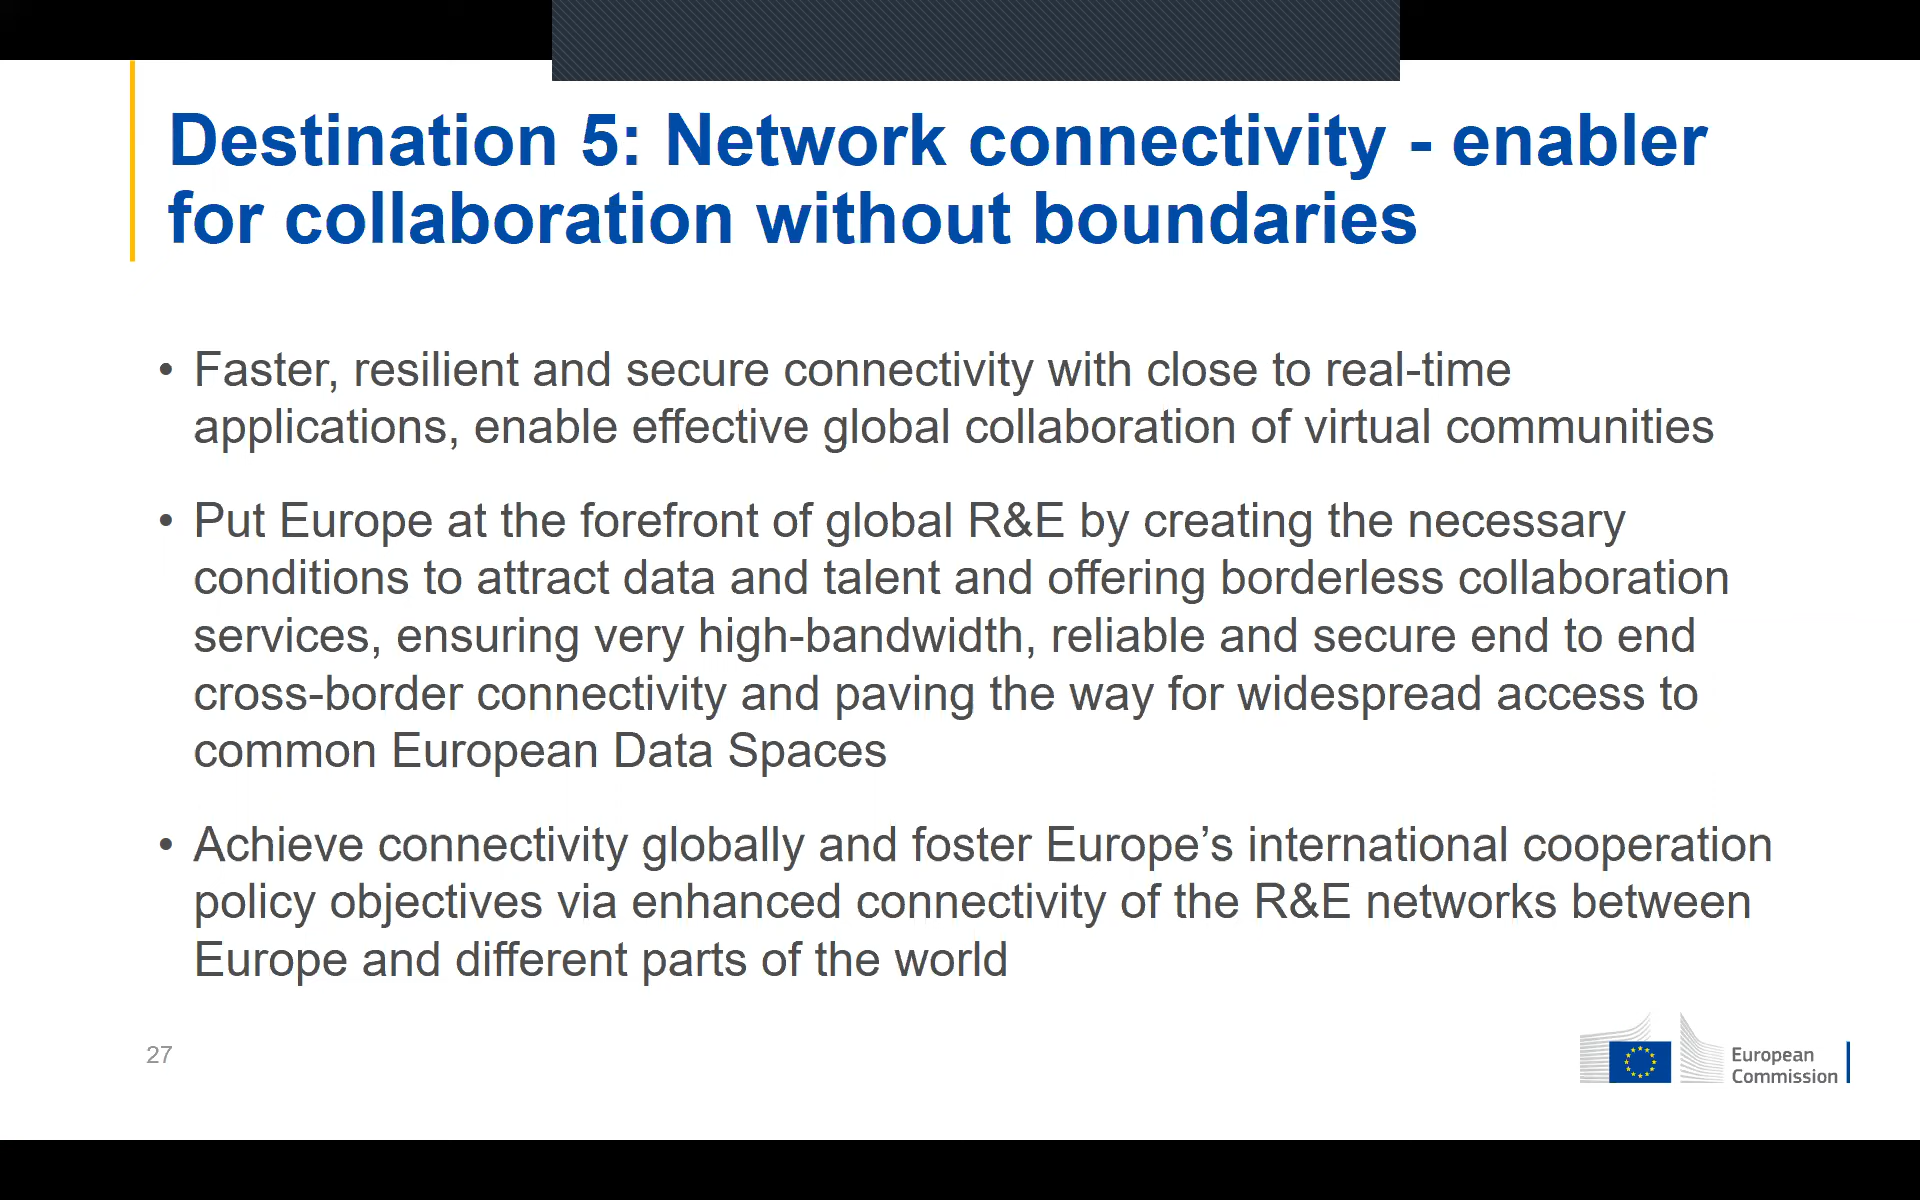 Destination 5: Network connectivity - enabler
for collaboration without boundaries
• Faster, resilient and secure connectivity with close to real-time
applications, enable effective global collaboration of virtual communities
• Put Europe at the forefront of global R&E by creating the necessary
conditions to attract data and talent and offering borderless collaboration
services, ensuring very high-bandwidth, reliable and secure end to end
cross-border connectivity and paving the way for widespread access to
common European Data Spaces
• Achieve connectivity globally and foster Europe’s international cooperation
policy objectives via enhanced connectivity of the R&E networks between
Europe and different parts of the world
27
European
Commission